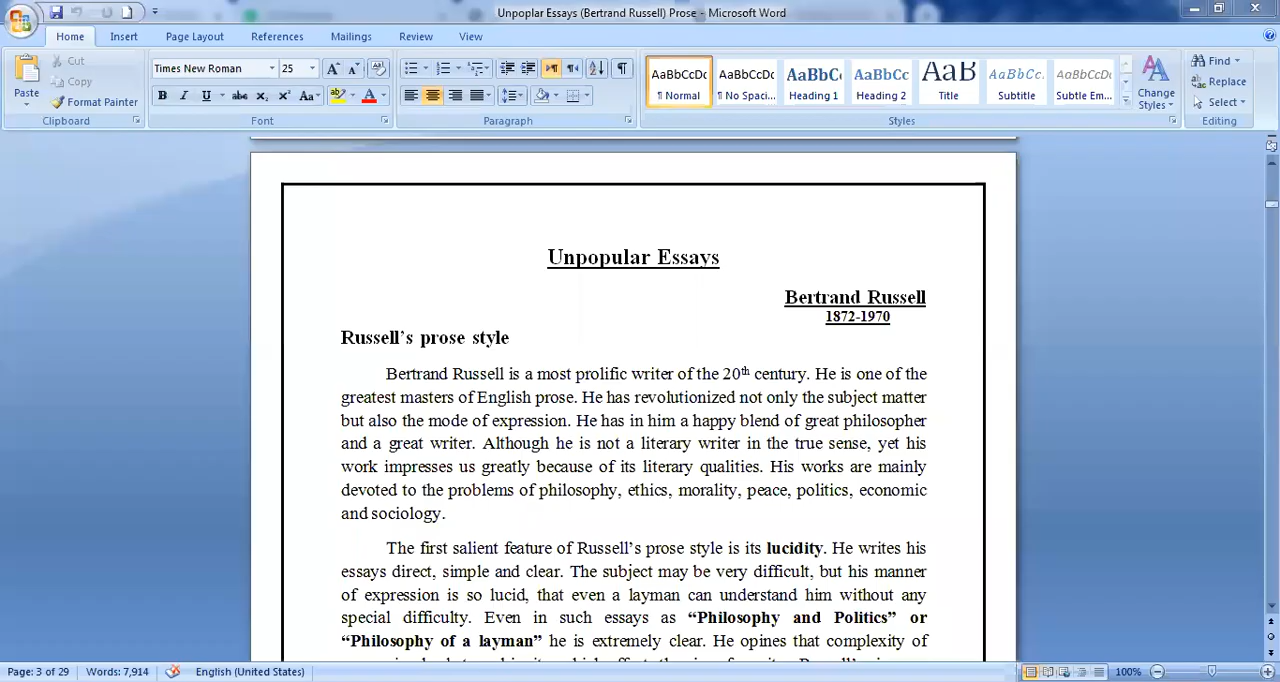 Unpoplar Essays (Bertrand Russell) Prose - Microsoft Word
Home Insert Page Layout References Mailings Review View
Paste
Cut
Copy
Format Painter
Clipboard
Times New Roman 25
B I U abc X₂ X² Aa A
Font
Paragraph
AaBbCcDc AaBbCcDc AaBbC AaBbCc AaB AaBbCc. AaBbCcDc
¶ Normal ¶ No Spaci... Heading 1 Heading 2 Title Subtitle Subtle Em...
Change Styles
Styles
Find
Replace
Select
Editing
Unpopular Essays
Bertrand Russell
1872-1970
Russell’s prose style
Bertrand Russell is a most prolific writer of the 20th century. He is one of the
greatest masters of English prose. He has revolutionized not only the subject matter
but also the mode of expression. He has in him a happy blend of great philosopher
and a great writer. Although he is not a literary writer in the true sense, yet his
work impresses us greatly because of its literary qualities. His works are mainly
devoted to the problems of philosophy, ethics, morality, peace, politics, economic
and sociology.
The first salient feature of Russell’s prose style is its lucidity. He writes his
essays direct, simple and clear. The subject may be very difficult, but his manner
of expression is so lucid, that even a layman can understand him without any
special difficulty. Even in such essays as “Philosophy and Politics” or
“Philosophy of a layman” he is extremely clear. He opines that complexity of
Page: 3 of 29 Words: 7,914 English (United States) 100%